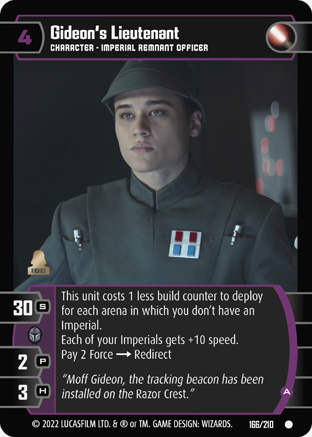 4
Gideon's Lieutenant
CHARACTER - IMPERIAL REMNANT OFFICER
IDC
30 S
2 P
3 H
This unit costs 1 less build counter to deploy
for each arena in which you don't have an
Imperial.
Each of your Imperials gets +10 speed.
Pay 2 Force → Redirect
"Moff Gideon, the tracking beacon has been
installed on the Razor Crest."
A
© 2022 LUCASFILM LTD. & ® or TM. GAME DESIGN: WIZARDS.
166/210